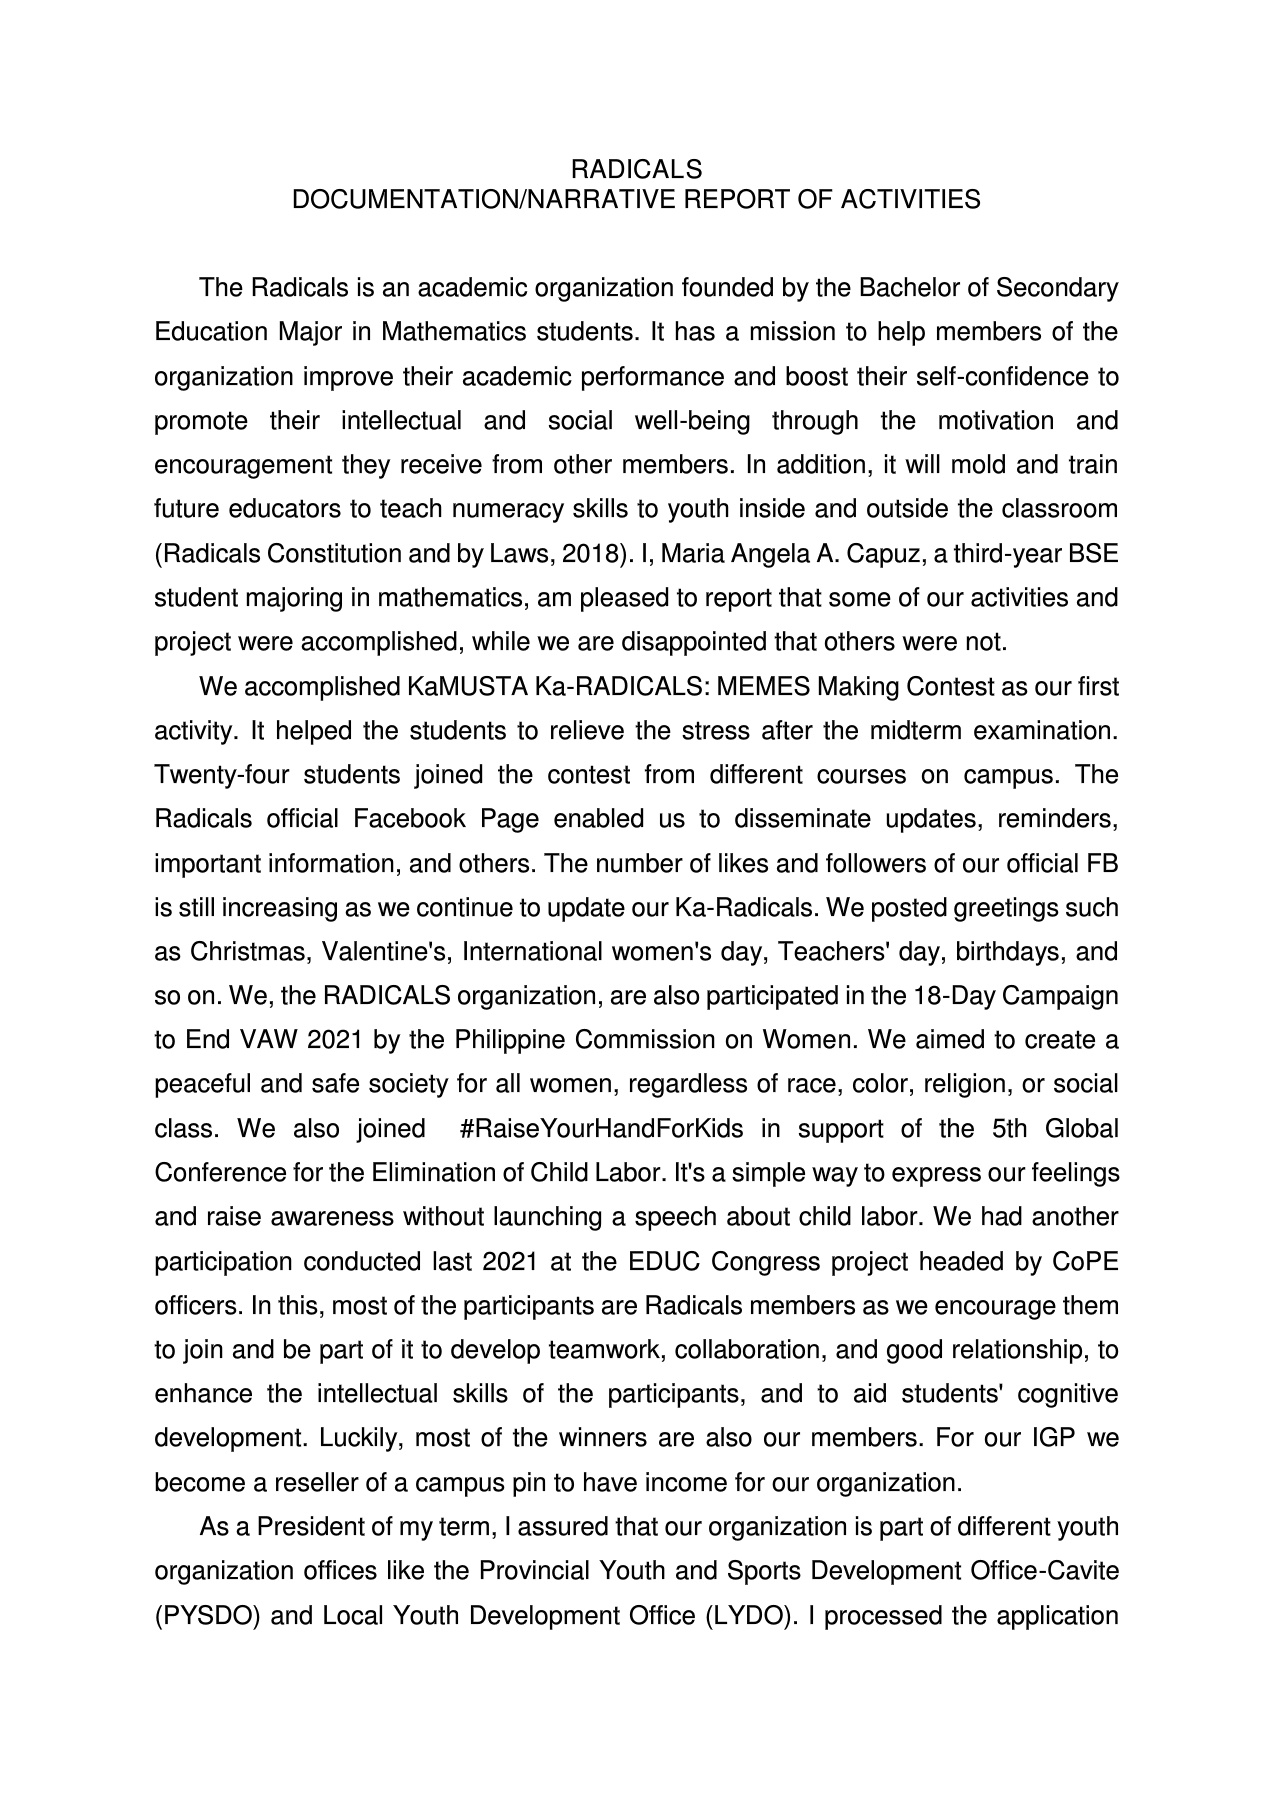 RADICALS
DOCUMENTATION/NARRATIVE REPORT OF ACTIVITIES
The Radicals is an academic organization founded by the Bachelor of Secondary
Education Major in Mathematics students. It has a mission to help members of the
organization improve their academic performance and boost their self-confidence to
promote their intellectual and social well-being through the motivation and
encouragement they receive from other members. In addition, it will mold and train
future educators to teach numeracy skills to youth inside and outside the classroom
(Radicals Constitution and by Laws, 2018). I, Maria Angela A. Capuz, a third-year BSE
student majoring in mathematics, am pleased to report that some of our activities and
project were accomplished, while we are disappointed that others were not.
We accomplished KaMUSTA Ka-RADICALS: MEMES Making Contest as our first
activity. It helped the students to relieve the stress after the midterm examination.
Twenty-four students joined the contest from different courses on campus. The
Radicals official Facebook Page enabled us to disseminate updates, reminders,
important information, and others. The number of likes and followers of our official FB
is still increasing as we continue to update our Ka-Radicals. We posted greetings such
as Christmas, Valentine's, International women's day, Teachers' day, birthdays, and
so on. We, the RADICALS organization, are also participated in the 18-Day Campaign
to End VAW 2021 by the Philippine Commission on Women. We aimed to create a
peaceful and safe society for all women, regardless of race, color, religion, or social
class. We also joined #RaiseYourHandForKids in support of the 5th Global
Conference for the Elimination of Child Labor. It's a simple way to express our feelings
and raise awareness without launching a speech about child labor. We had another
participation conducted last 2021 at the EDUC Congress project headed by CoPE
officers. In this, most of the participants are Radicals members as we encourage them
to join and be part of it to develop teamwork, collaboration, and good relationship, to
enhance the intellectual skills of the participants, and to aid students' cognitive
development. Luckily, most of the winners are also our members. For our IGP we
become a reseller of a campus pin to have income for our organization.
As a President of my term, I assured that our organization is part of different youth
organization offices like the Provincial Youth and Sports Development Office-Cavite
(PYSDO) and Local Youth Development Office (LYDO). I processed the application